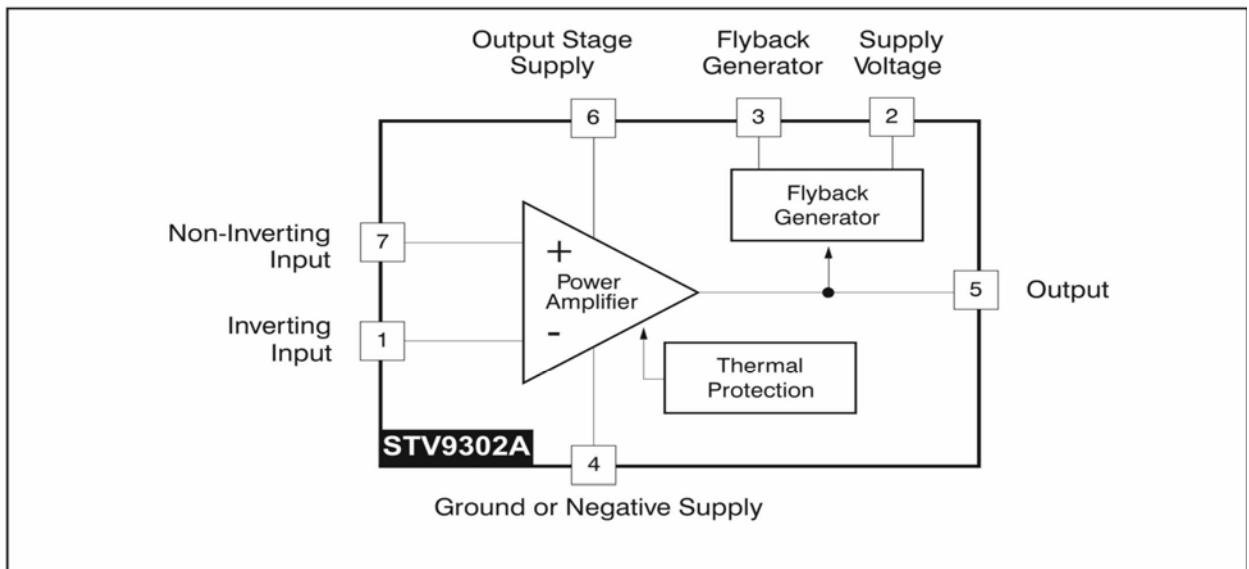 Output Stage
Supply
Flyback
Generator
Supply
Voltage
6
3
2
Flyback
Generator
Non-Inverting
Input
7
+
Power
Amplifier
-
5
Output
Inverting
Input
1
Thermal
Protection
STV9302A
4
Ground or Negative Supply